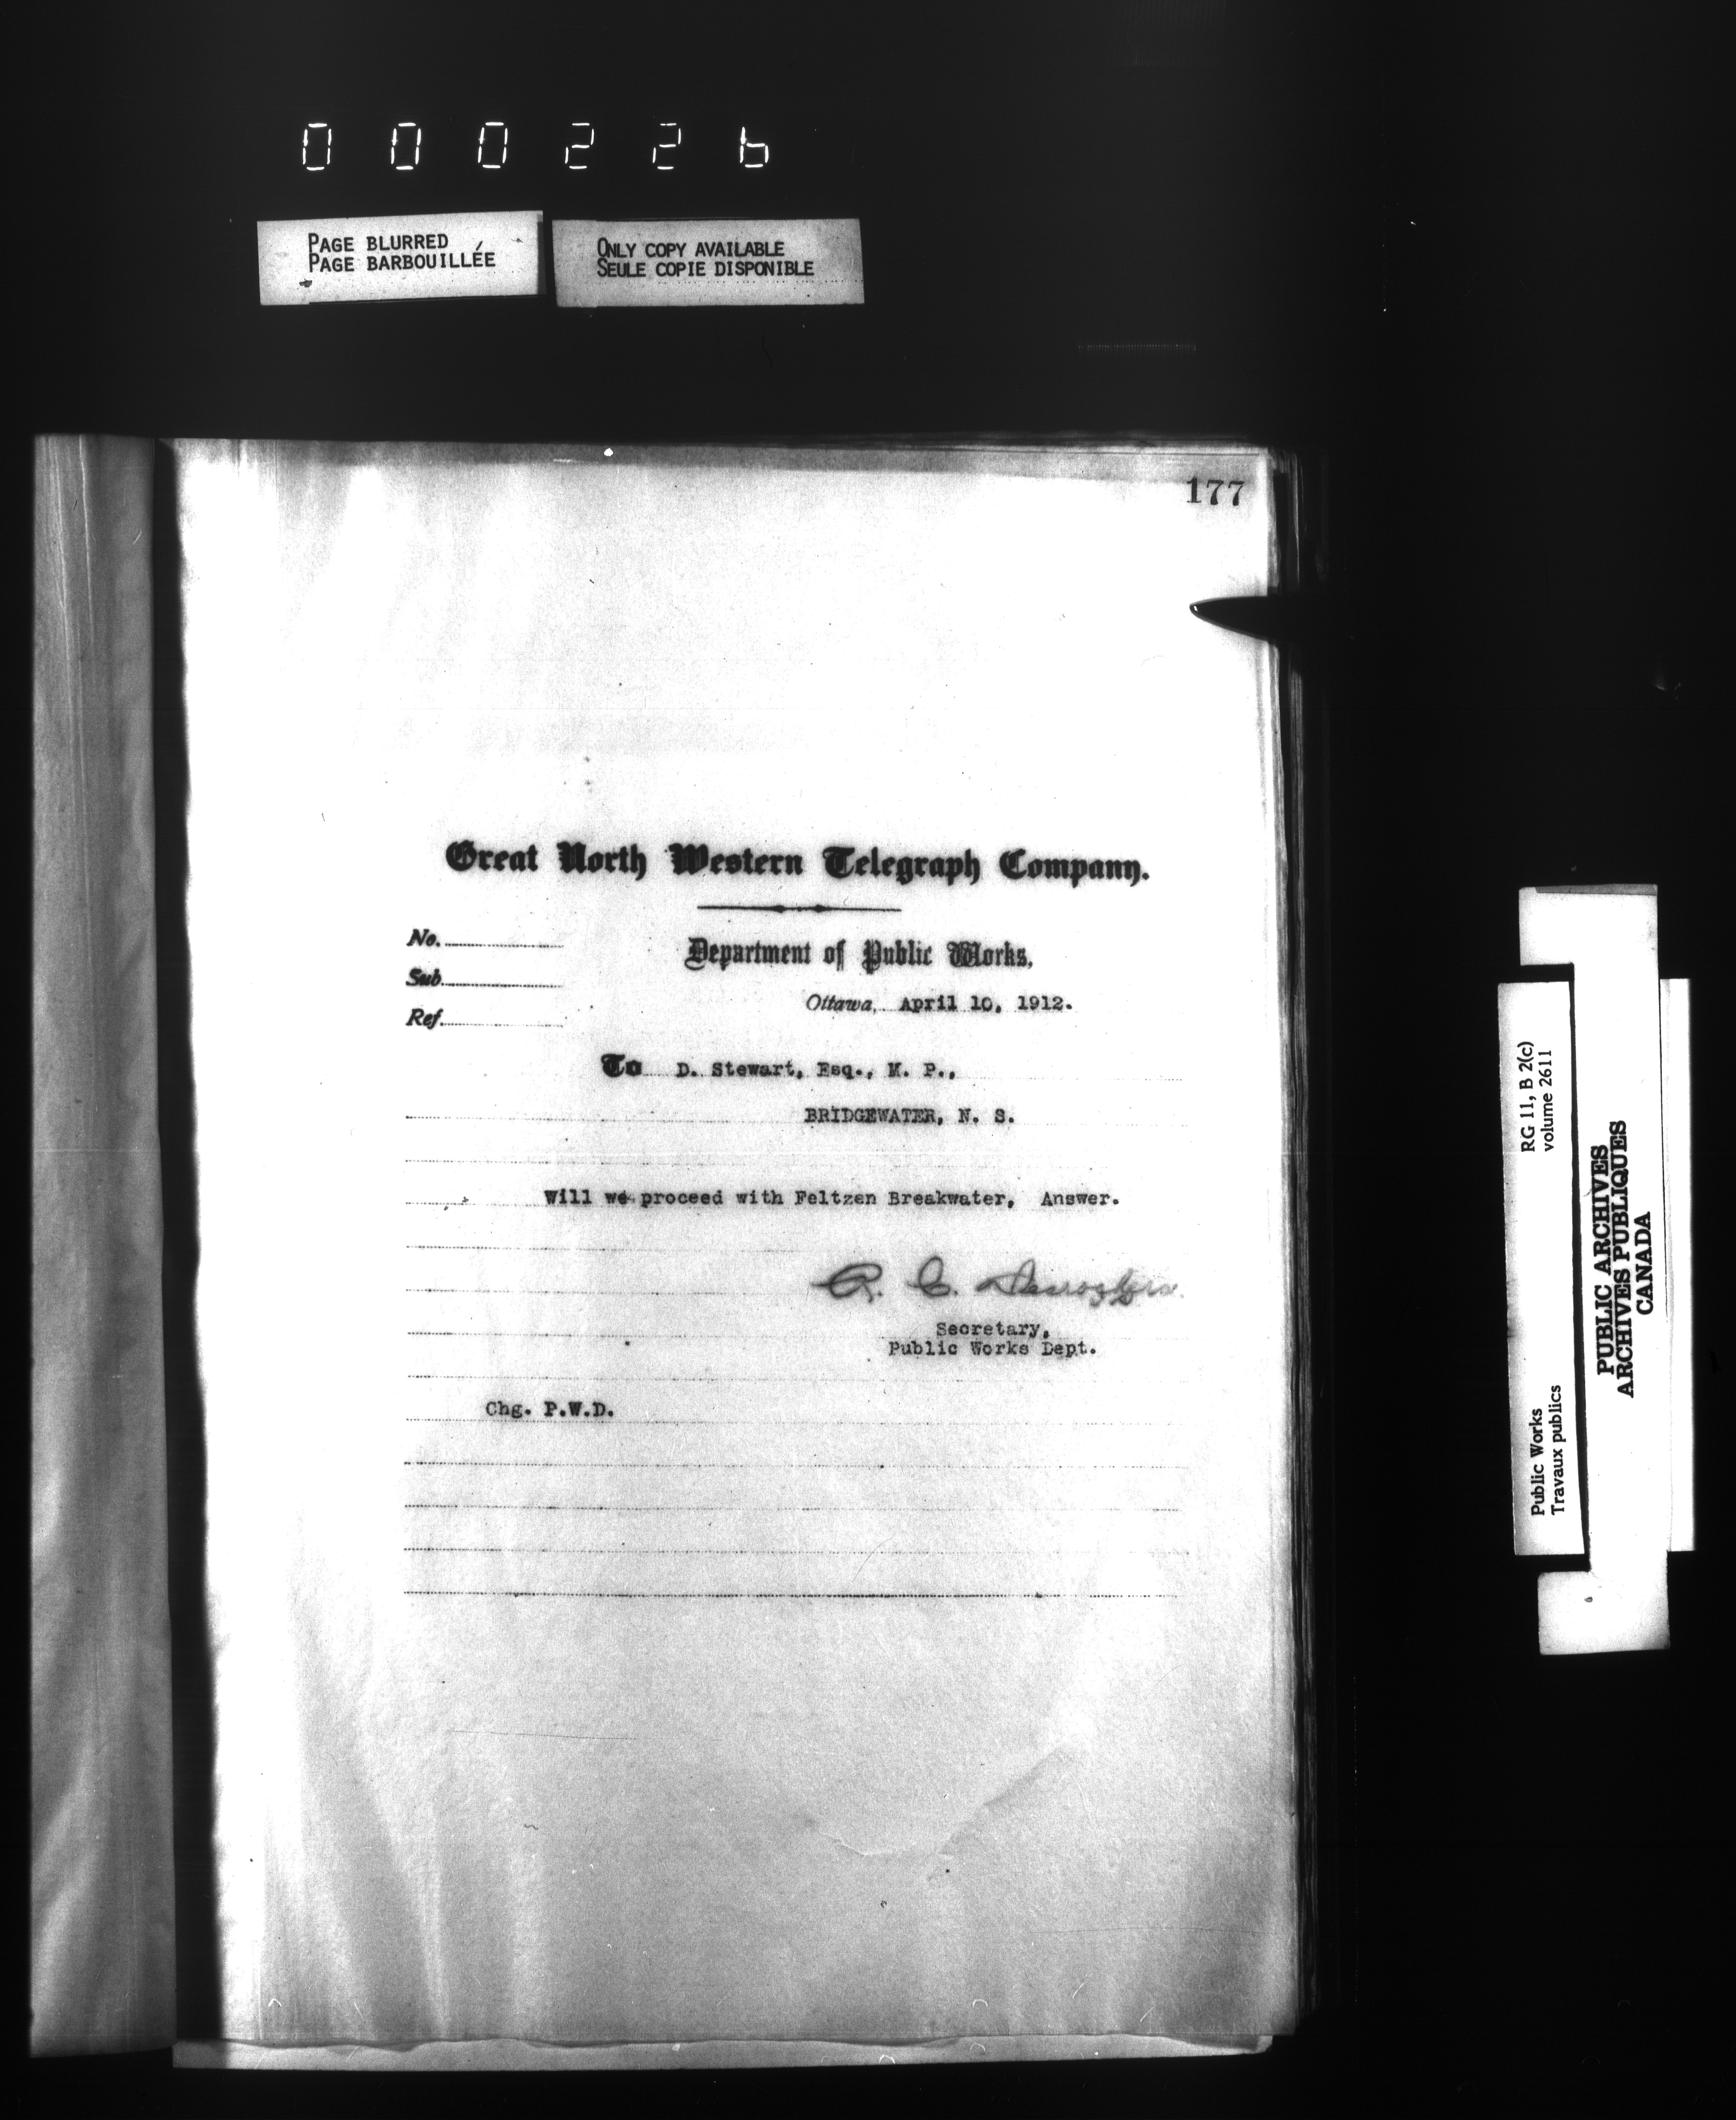 000226
PAGE BLURRED
PAGE BARBOUILLÉE
ONLY COPY AVAILABLE
SEULE COPIE DISPONIBLE
177
Great North Western Telegraph Company.
No.
Department of Public Works.
Sub.
Ottawa, April 10, 1912.
Ref.
To D. Stewart, Esq., M. P.,
BRIDGEWATER, N. S.
Will we proceed with Feltzen Breakwater, Answer.
R. C. Desrochers
Secretary,
Public Works Dept.
Chg. P.W.D.
RG 11, B 2(c)
volume 2611
Public Works
Travaux publics
PUBLIC ARCHIVES
ARCHIVES PUBLIQUES
CANADA